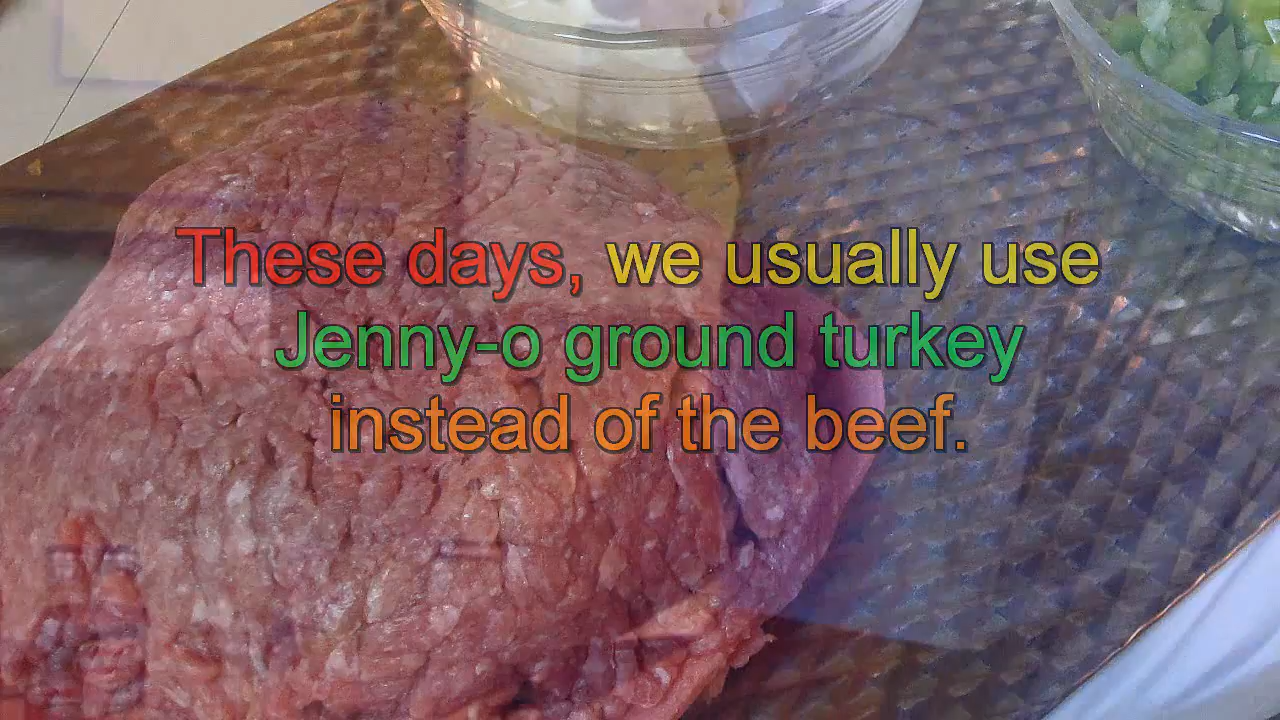 These days, we usually use
Jenny-o ground turkey
instead of the beef.